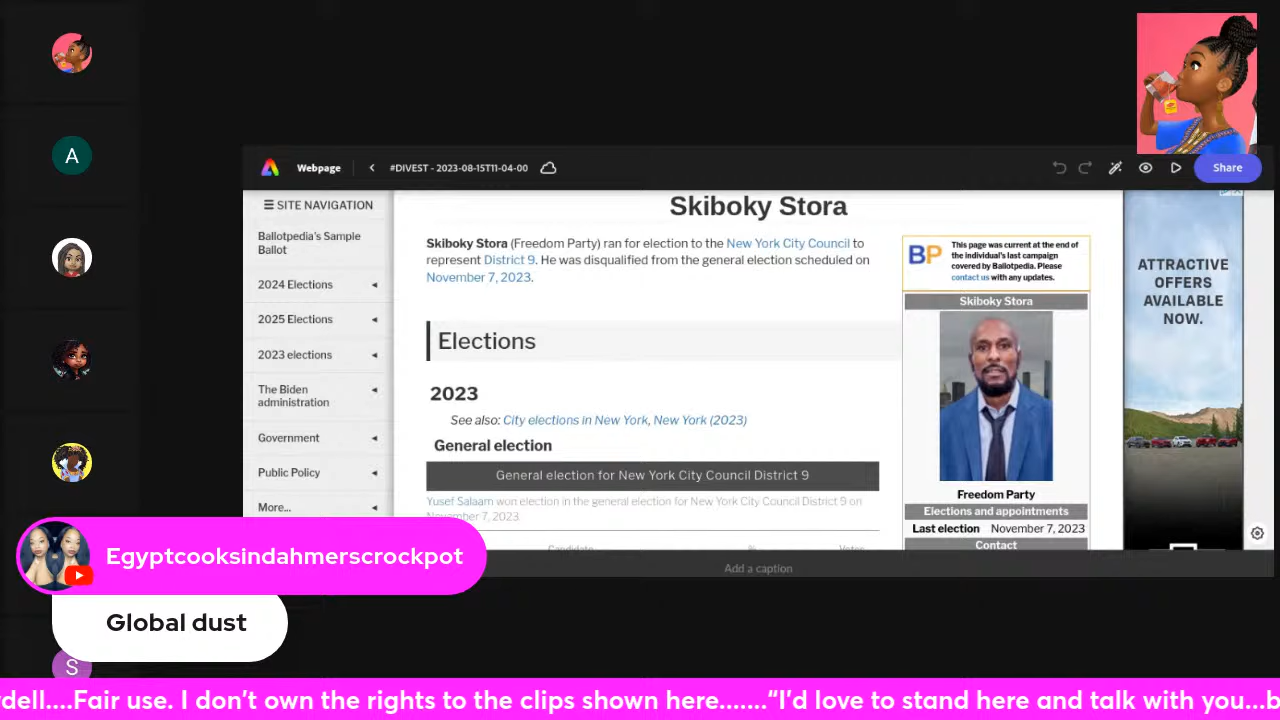 A
Webpage
#DIVEST - 2023-08-15T11-04-00
Share
SITE NAVIGATION
Ballotpedia's Sample
Ballot
2024 Elections
2025 Elections
2023 elections
The Biden
administration
Government
Public Policy
More...
Skiboky Stora
Skiboky Stora (Freedom Party) ran for election to the New York City Council to
represent District 9. He was disqualified from the general election scheduled on
November 7, 2023.
Elections
2023
See also: City elections in New York, New York (2023)
General election
General election for New York City Council District 9
Yusef Salaam won election in the general election for New York City Council District 9 on
November 7, 2023.
Candidate % Votes
BP
This page was current at the end of
the individual's last campaign
covered by Ballotpedia. Please
contact us with any updates.
Skiboky Stora
Freedom Party
Elections and appointments
Last election November 7, 2023
Contact
ATTRACTIVE
OFFERS
AVAILABLE
NOW.
Add a caption
Egyptcooksindahmerscrockpot
Global dust
S
dell....Fair use. I don't own the rights to the clips shown here.......“I'd love to stand here and talk with you...b